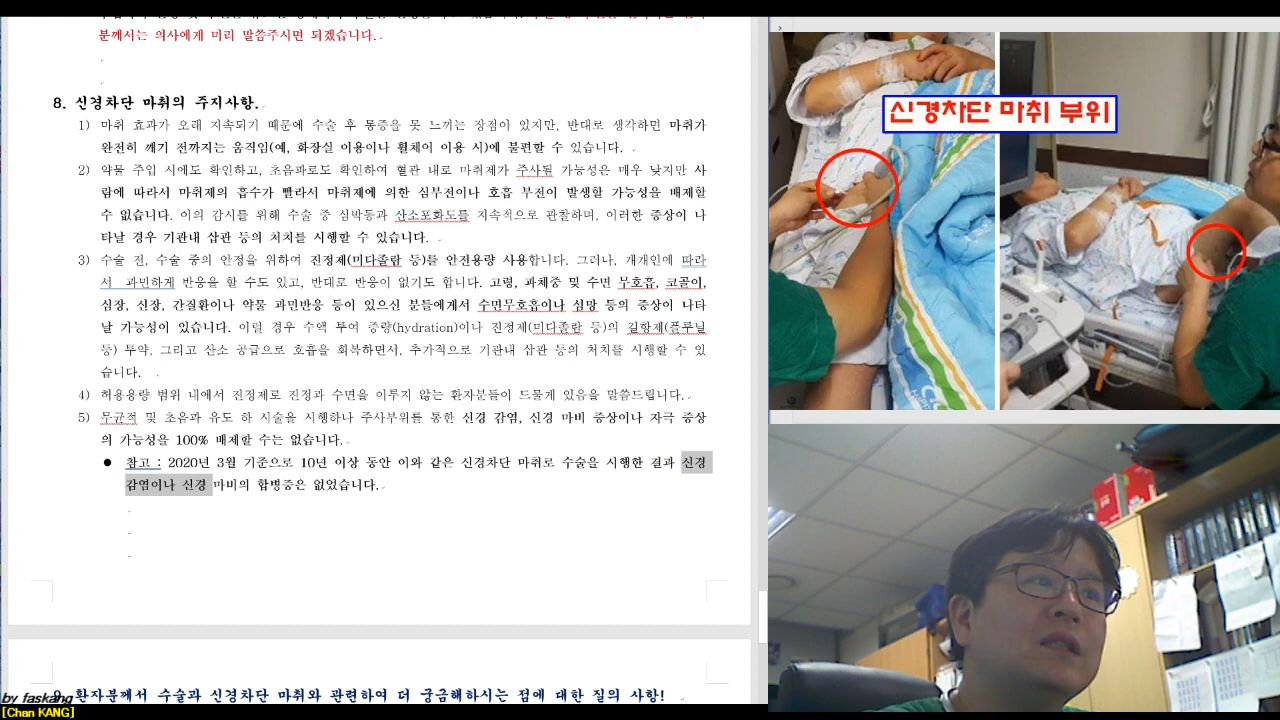 분께서는 의사에게 미리 말씀주시면 되겠습니다.
8. 신경차단 마취의 주지사항.
1) 마취 효과가 오래 지속되기 때문에 수술 후 통증을 못 느끼는 장점이 있지만, 반대로 생각하면 마취가
완전히 깨기 전까지는 움직임(예, 화장실 이용이나 휠체어 이용 시)에 불편할 수 있습니다.
2) 약물 주입 시에도 확인하고, 초음파로도 확인하여 혈관 내로 마취제가 주사될 가능성은 매우 낮지만 사
람에 따라서 마취제의 흡수가 빨라서 마취제에 의한 심부전이나 호흡 부전이 발생할 가능성을 배제할
수 없습니다. 이의 감시를 위해 수술 중 심박동과 산소포화도를 지속적으로 관찰하며, 이러한 증상이 나
타날 경우 기관내 삽관 등의 처치를 시행할 수 있습니다.
3) 수술 전, 수술 중의 안정을 위하여 진정제(미다졸람 등)를 안전용량 사용합니다. 그러나, 개개인에 따라
서 과민하게 반응을 할 수도 있고, 반대로 반응이 없기도 합니다. 고령, 과체중 및 수면 무호흡, 코골이,
심장, 신장, 간질환이나 약물 과민반응 등이 있으신 분들에게서 수면무호흡이나 섬망 등의 증상이 나타
날 가능성이 있습니다. 이럴 경우 수액 투여 증량(hydration)이나 진정제(미다졸람 등)의 길항제(플루닐
등) 투약, 그리고 산소 공급으로 호흡을 회복하면서, 추가적으로 기관내 삽관 등의 처치를 시행할 수 있
습니다.
4) 허용용량 범위 내에서 진정제로 진정과 수면을 이루지 않는 환자분들이 드물게 있음을 말씀드립니다.
5) 무균적 및 초음파 유도 하 시술을 시행하나 주사부위를 통한 신경 감염, 신경 마비 증상이나 자극 증상
의 가능성을 100% 배제할 수는 없습니다.
● 참고 : 2020년 3월 기준으로 10년 이상 동안 이와 같은 신경차단 마취로 수술을 시행한 결과 신경
감염이나 신경 마비의 합병증은 없었습니다.
9. 환자분께서 수술과 신경차단 마취와 관련하여 더 궁금해하시는 점에 대한 질의 사항!
신경차단 마취 부위
by faskang
[Chan KANG]